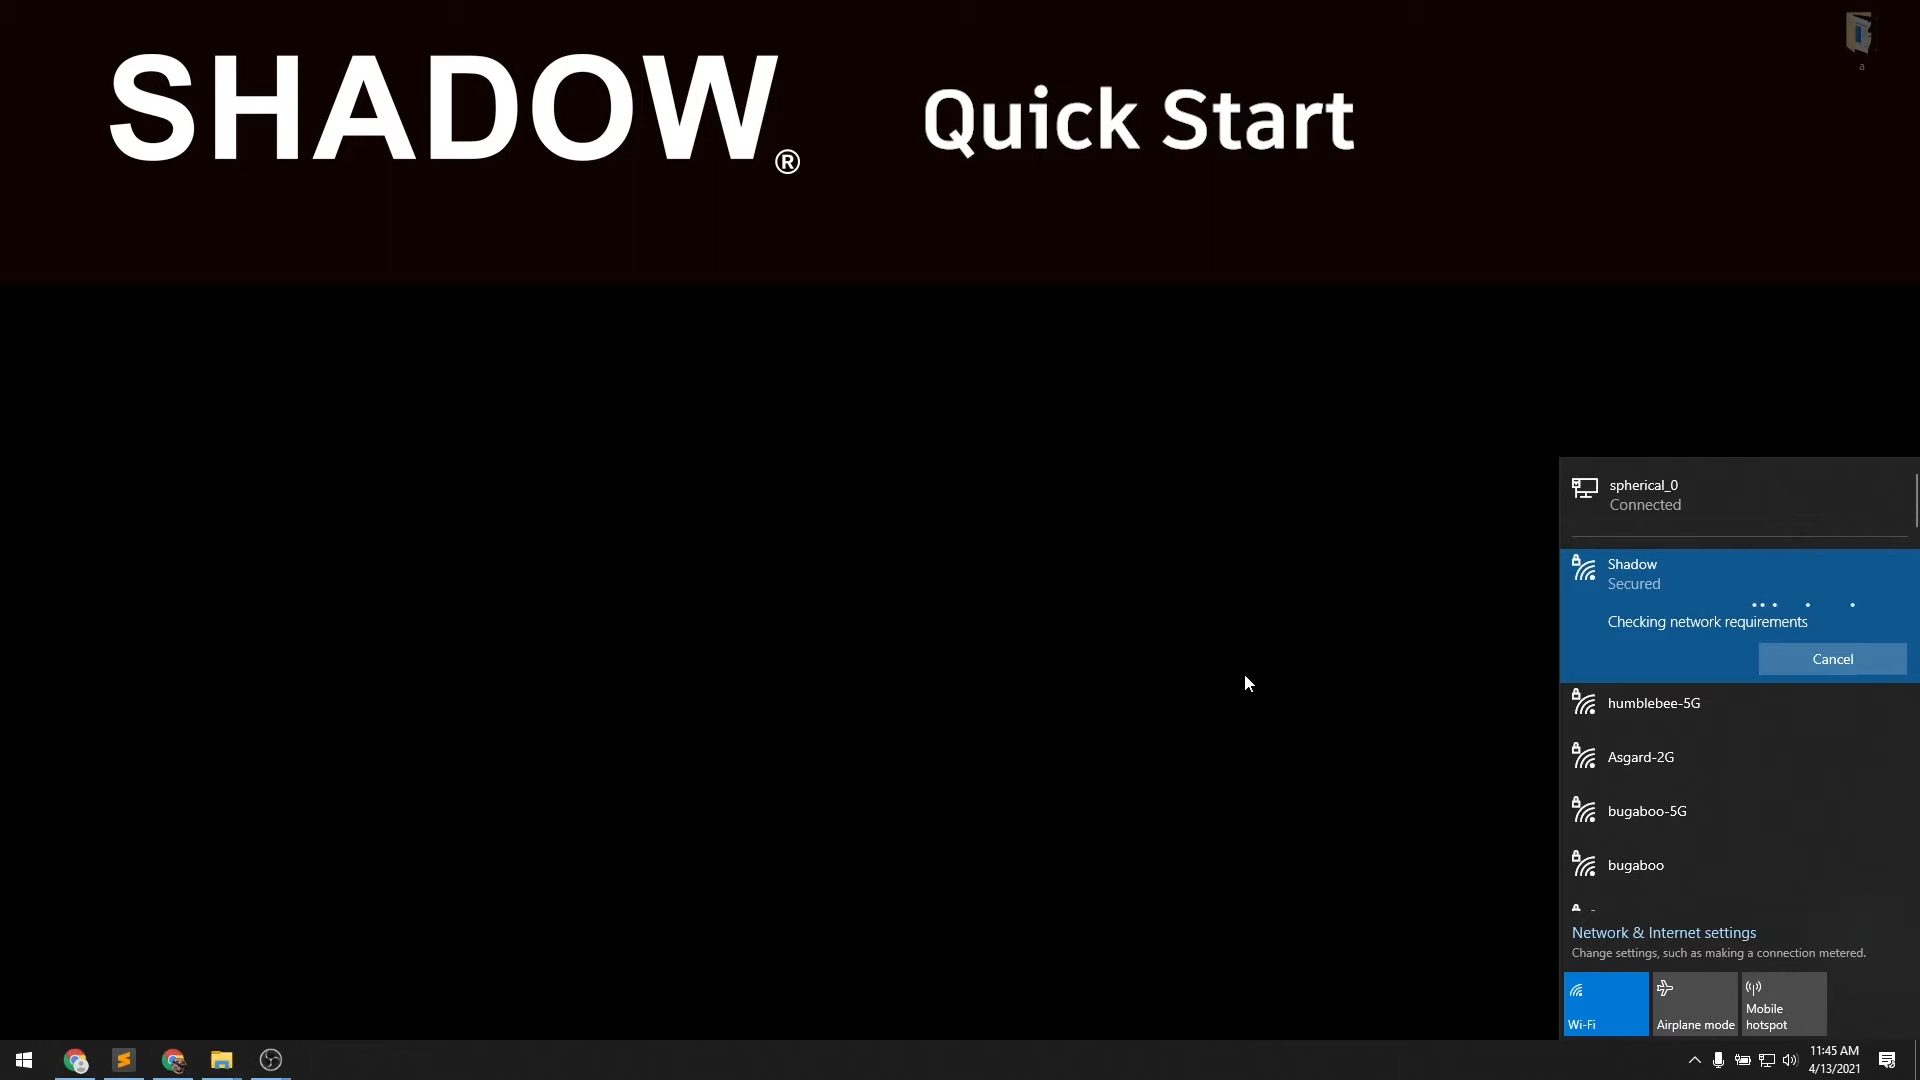 SHADOW®
Quick Start
a
spherical_0
Connected
Shadow
Secured
Checking network requirements
Cancel
humblebee-5G
Asgard-2G
bugaboo-5G
bugaboo
Network & Internet settings
Change settings, such as making a connection metered.
Wi-Fi
Airplane mode
Mobile
hotspot
11:45 AM
4/13/2021